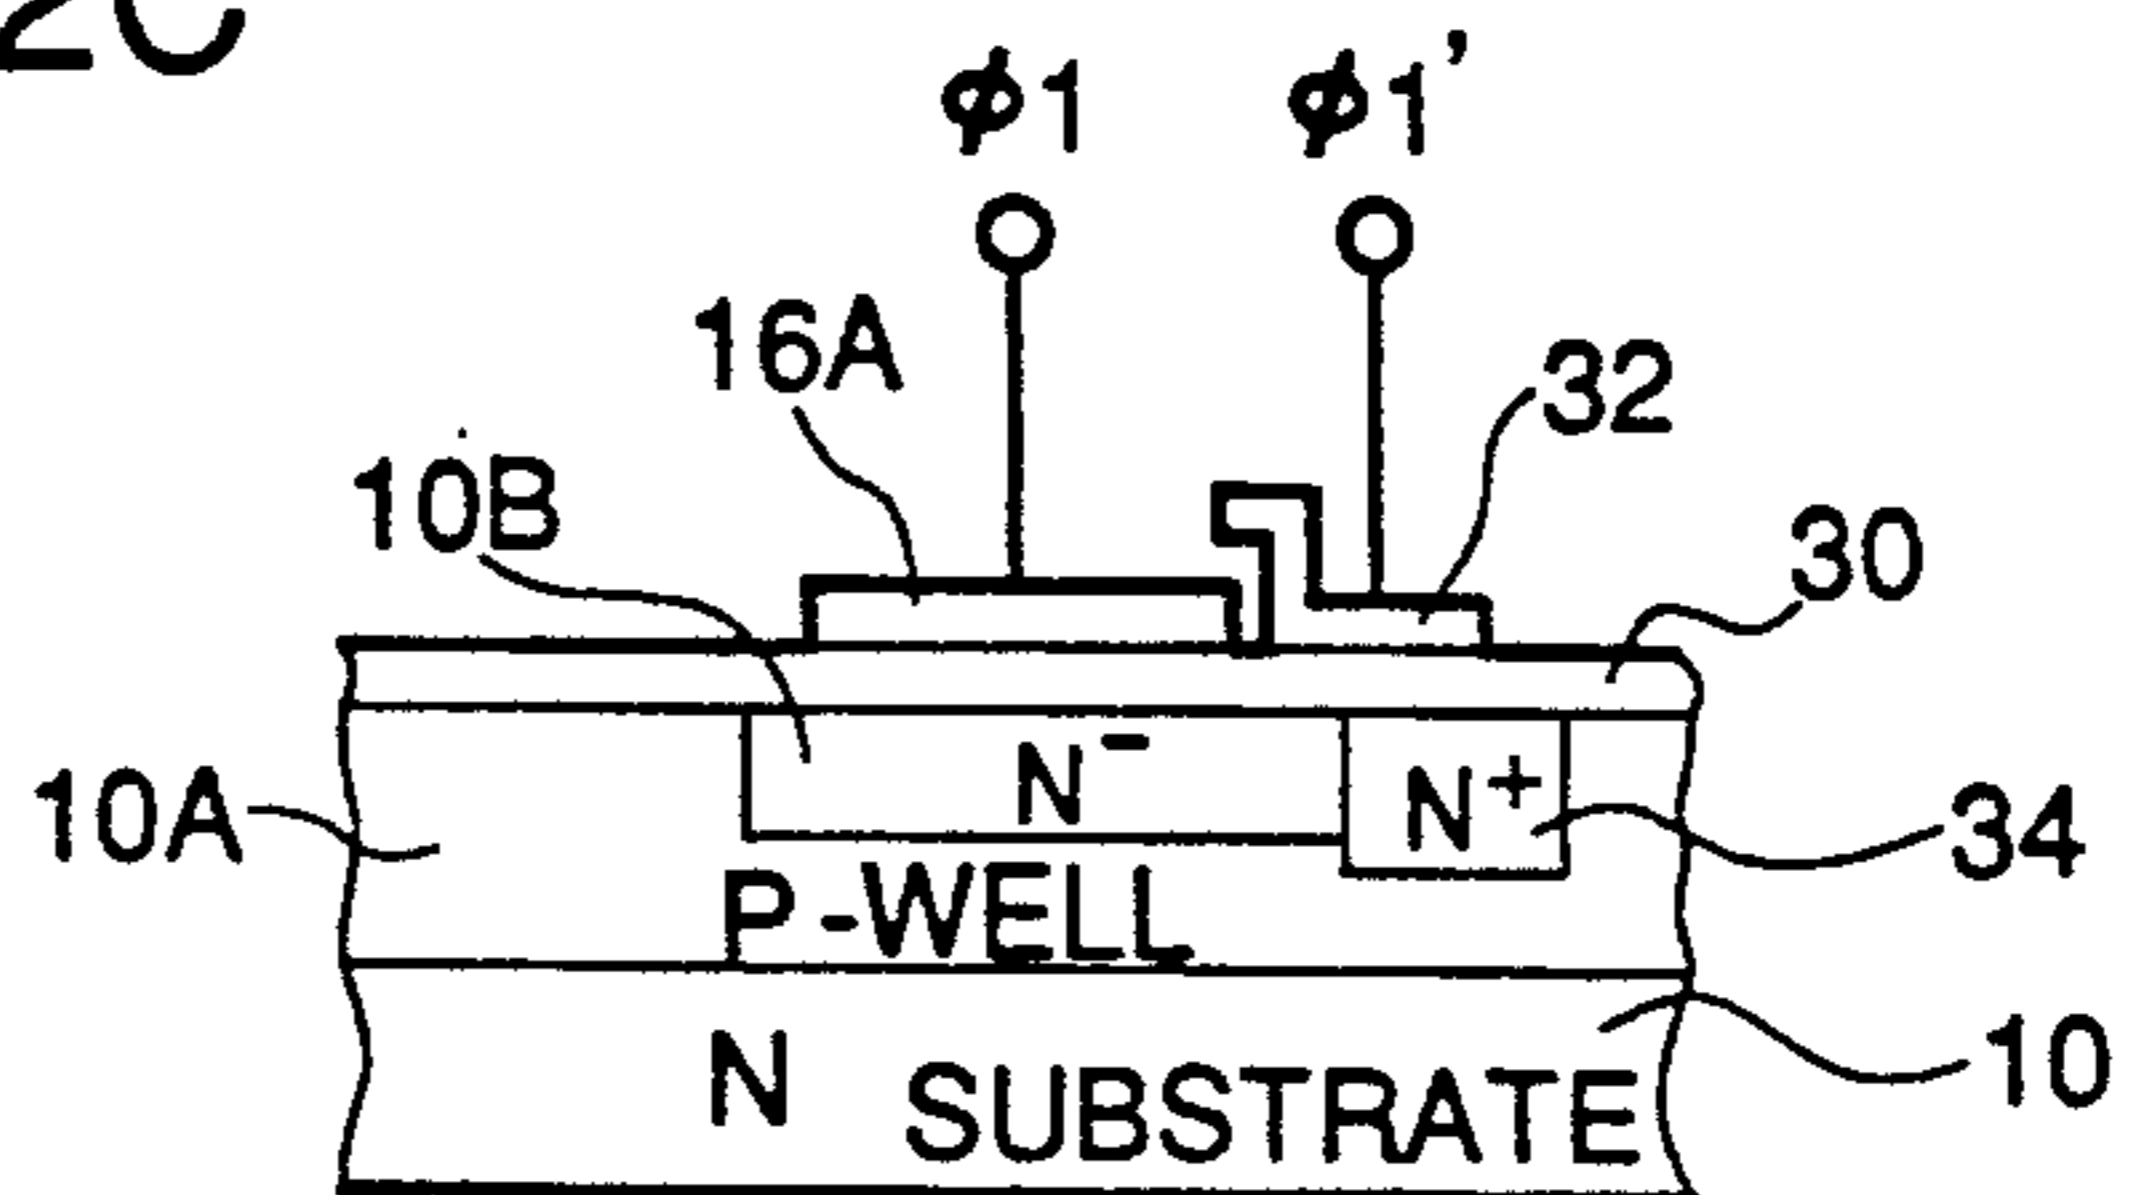 2C
ϕ1 ϕ1'
16A
32
10B
30
N⁻
N⁺
10A
34
P-WELL
10
N SUBSTRATE